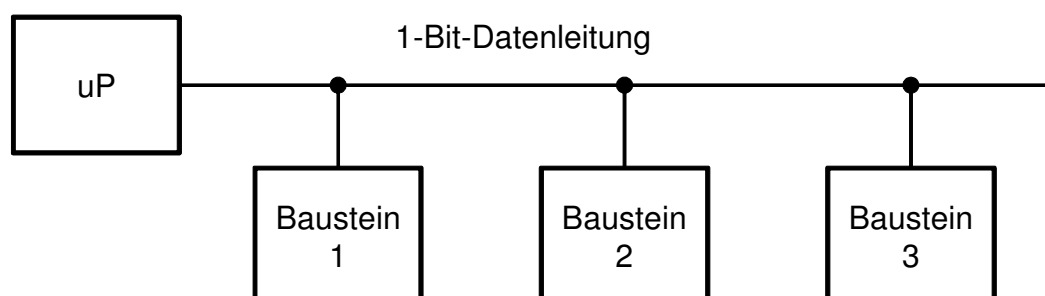 1-Bit-Datenleitung
uP
Baustein
1
Baustein
2
Baustein
3